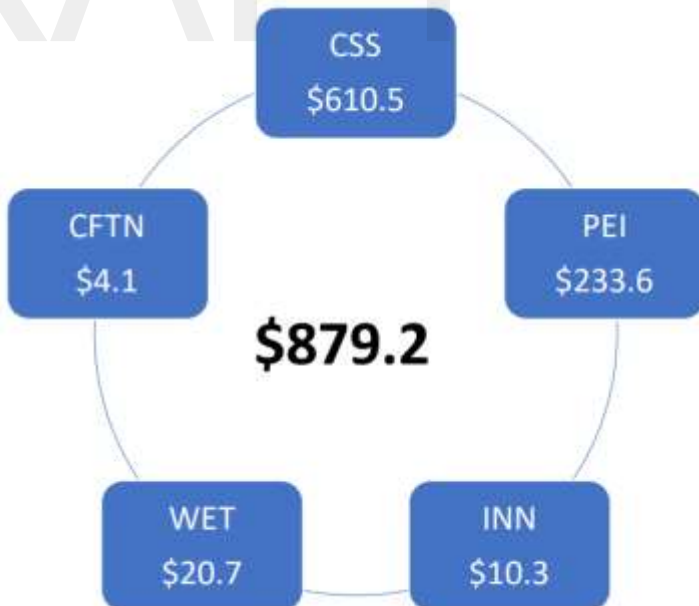 CSS
$610.5
CFTN
$4.1
PEI
$233.6
$879.2
WET
$20.7
INN
$10.3